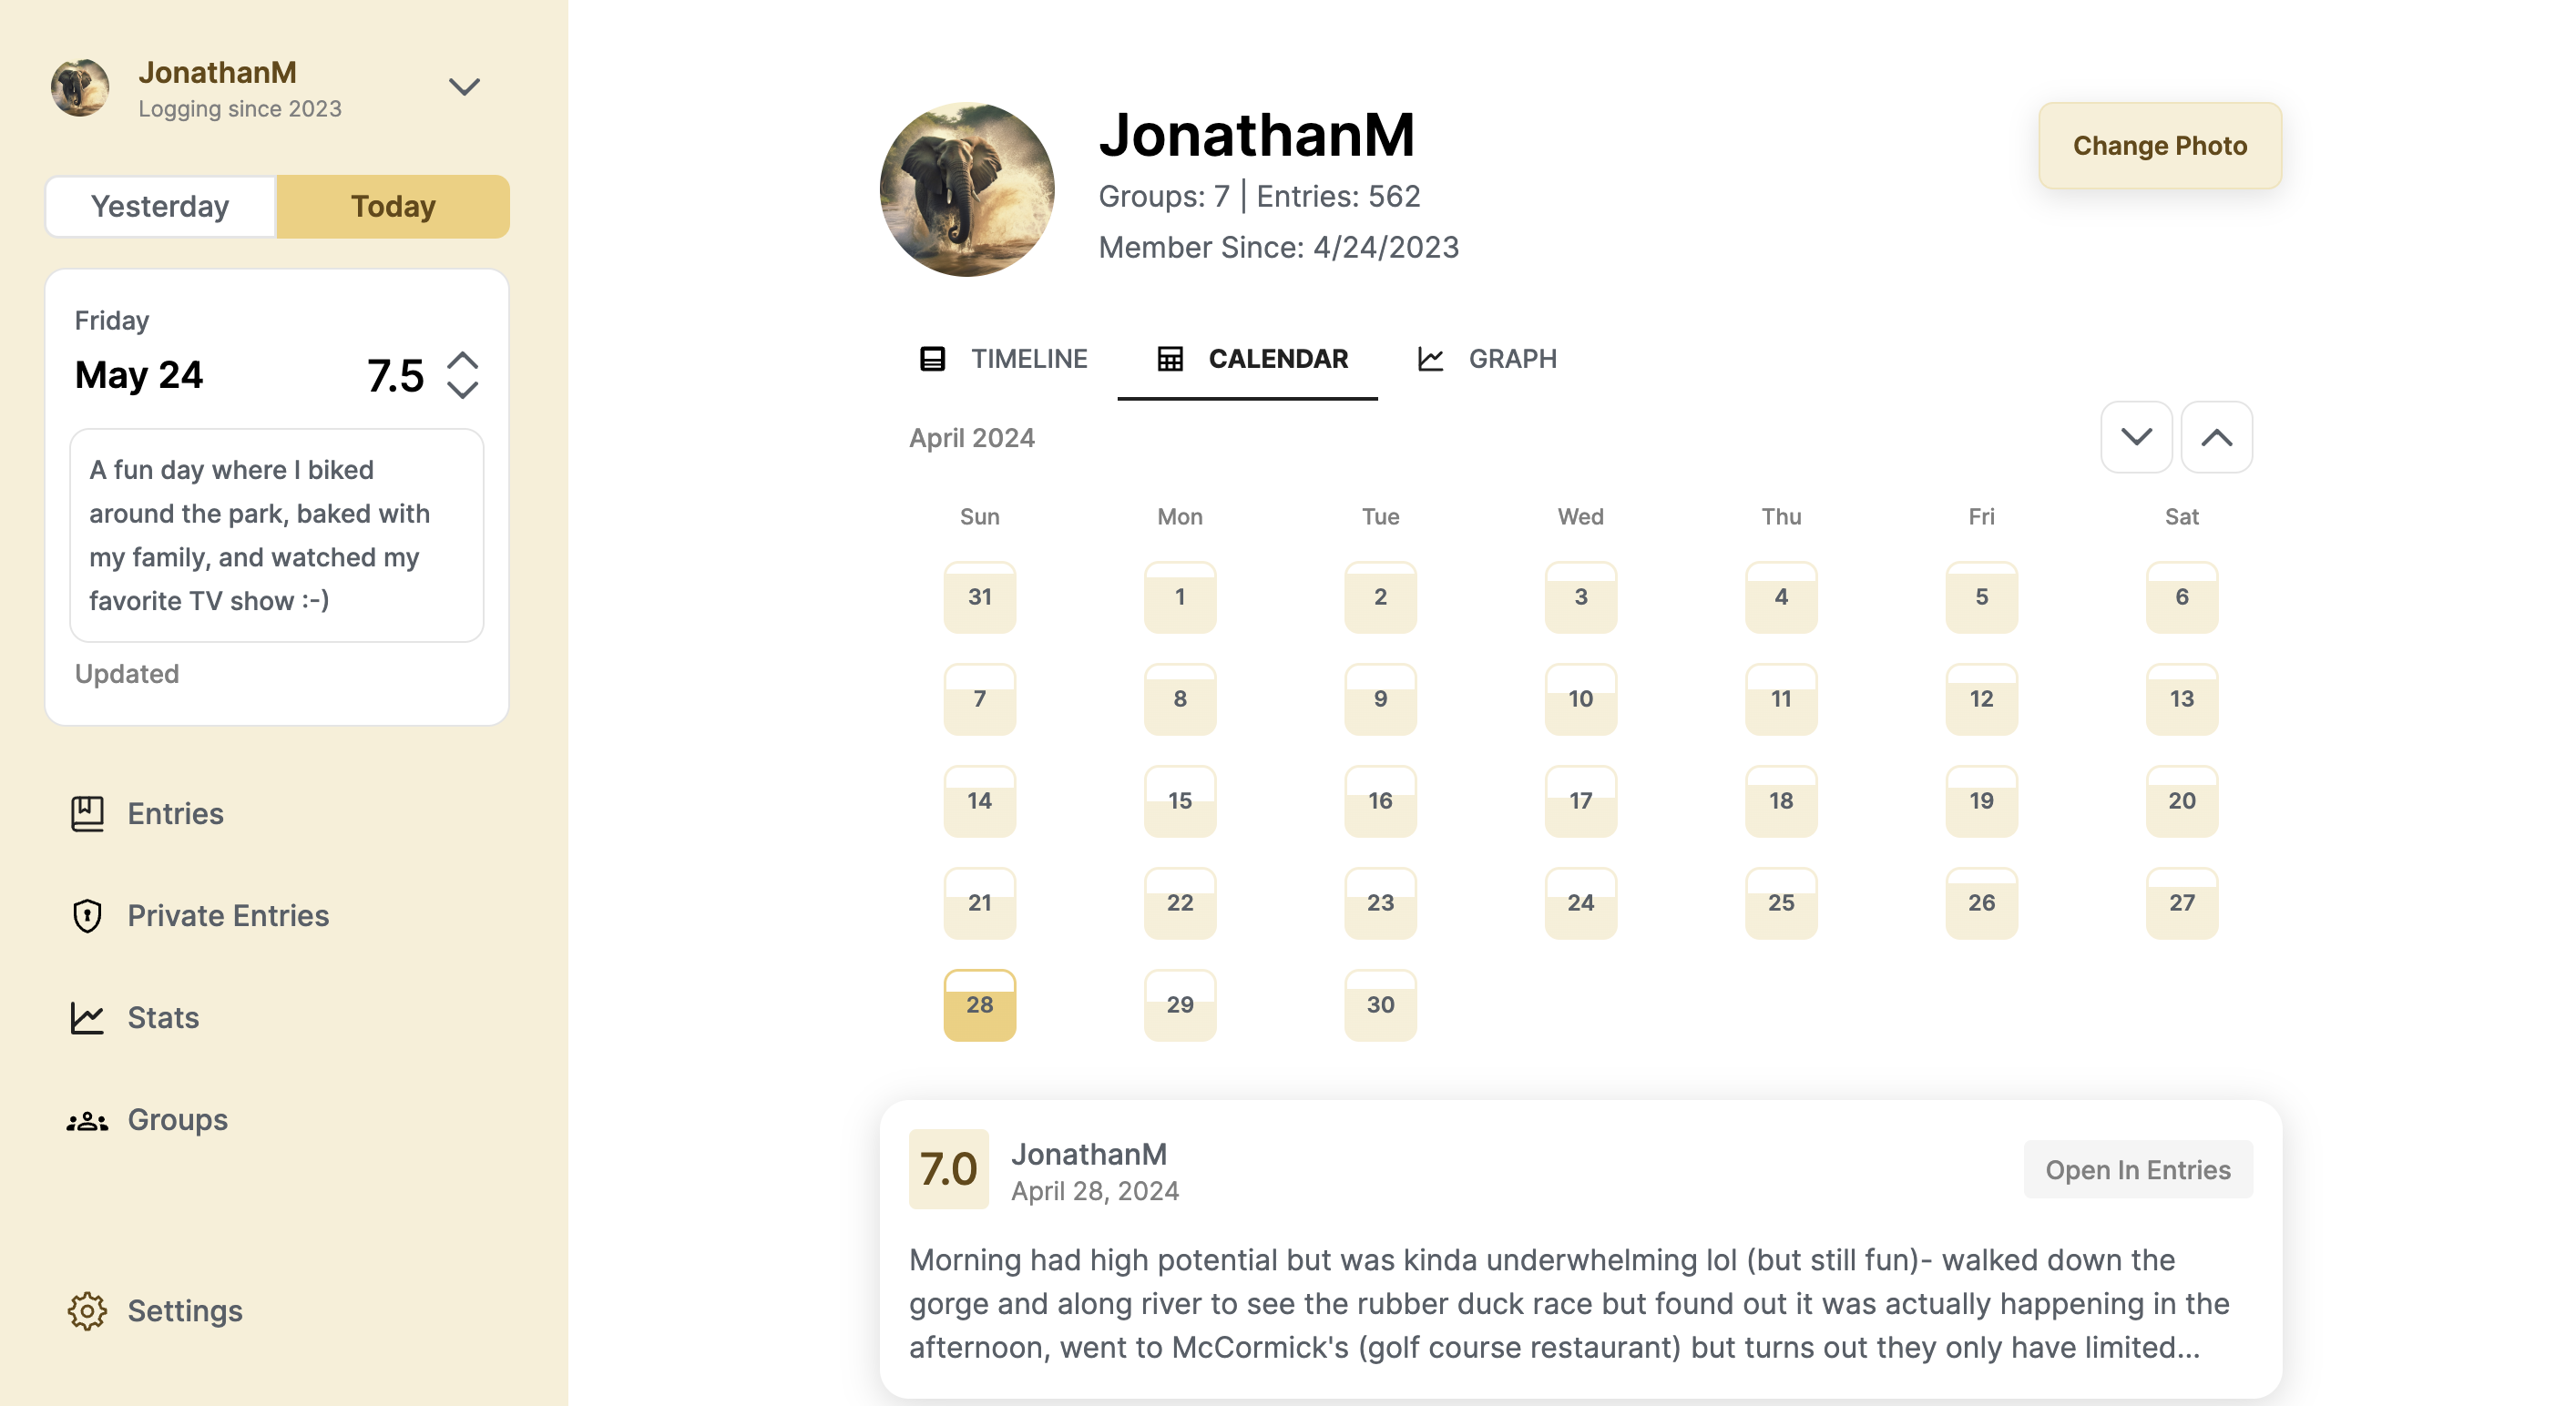 JonathanM
Logging since 2023
Yesterday
Today
Friday
May 24
7.5
A fun day where I biked
around the park, baked with
my family, and watched my
favorite TV show :-)
Updated
Entries
Private Entries
Stats
Groups
Settings
JonathanM
Groups: 7 | Entries: 562
Member Since: 4/24/2023
Change Photo
TIMELINE
CALENDAR
GRAPH
April 2024
Sun Mon Tue Wed Thu Fri Sat
31 1 2 3 4 5 6
7 8 9 10 11 12 13
14 15 16 17 18 19 20
21 22 23 24 25 26 27
28 29 30
7.0
JonathanM
April 28, 2024
Open In Entries
Morning had high potential but was kinda underwhelming lol (but still fun)- walked down the
gorge and along river to see the rubber duck race but found out it was actually happening in the
afternoon, went to McCormick's (golf course restaurant) but turns out they only have limited...